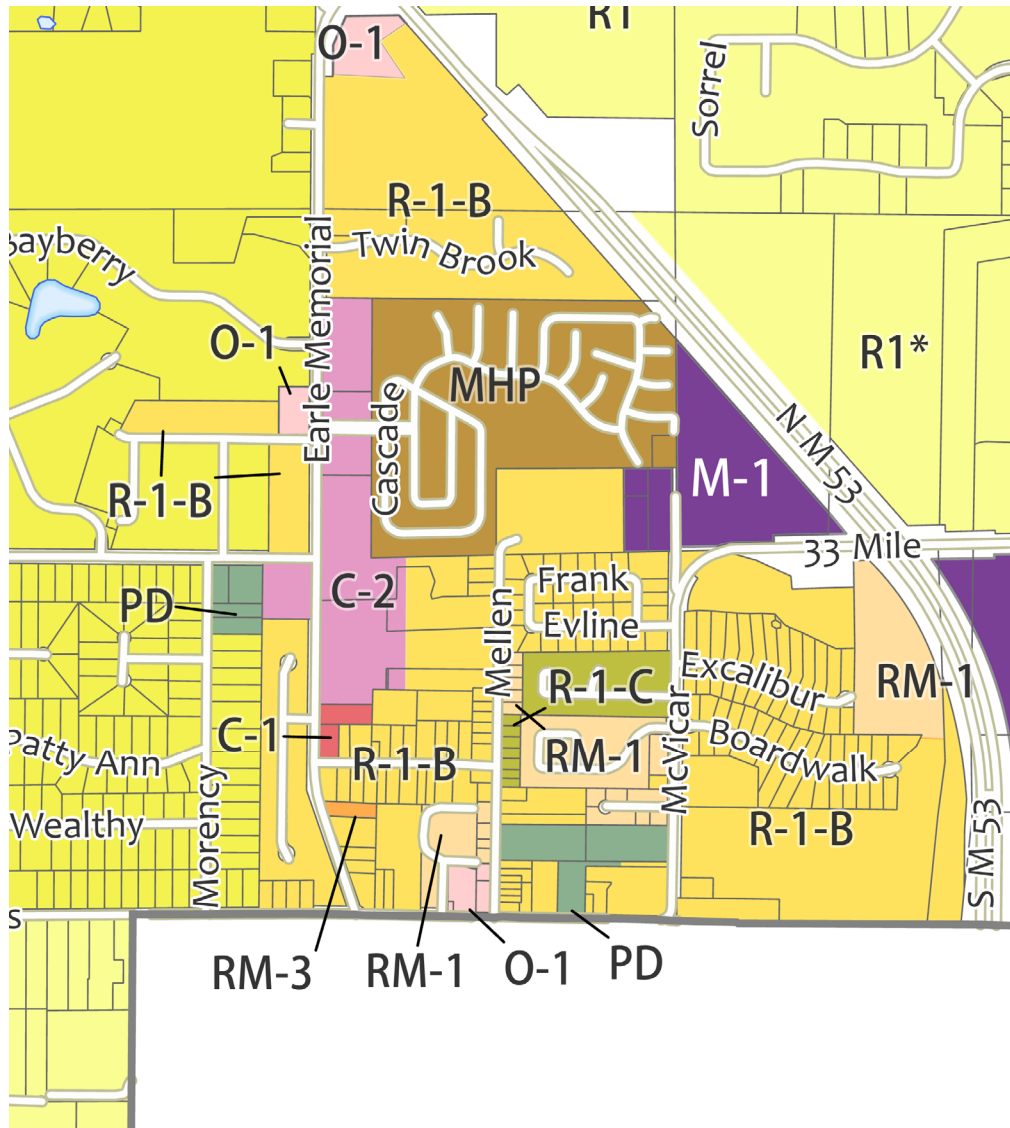 R1
O-1
Sorrel
R-1-B
Twin Brook
Bayberry
Earle Memorial
O-1
R1*
MHP
Cascade
N M 53
M-1
R-1-B
33 Mile
PD
C-2
Frank
Evline
Mellen
R-1-C
Excalibur
RM-1
C-1
RM-1
Boardwalk
McVicar
Patty Ann
R-1-B
Wealthy
Morency
R-1-B
S M 53
s
RM-3
RM-1
O-1
PD